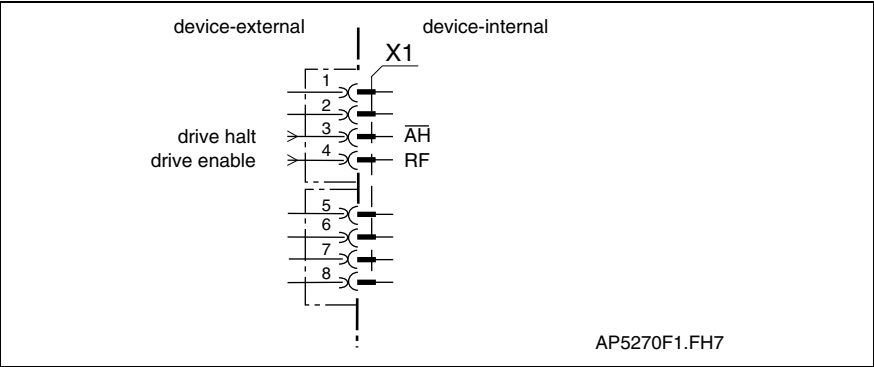 device-external device-internal
X1
1
2
drive halt 3 A̅H̅
drive enable 4 RF
5
6
7
8
AP5270F1.FH7